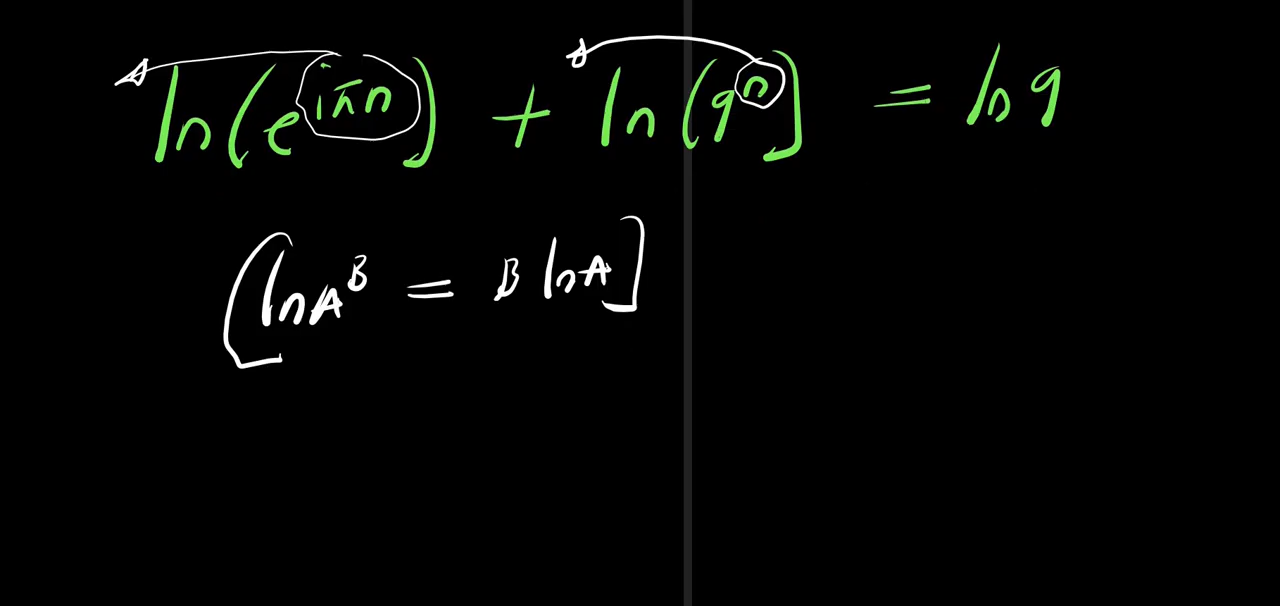 ln(e^{iπn}) + ln(9^n) = ln 9
[ln A^B = B ln A]